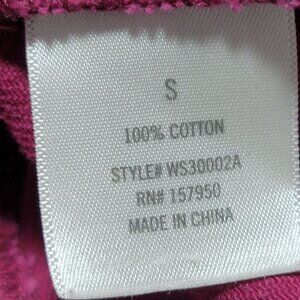 S
100% COTTON
STYLE# WS30002A
RN# 157950
MADE IN CHINA